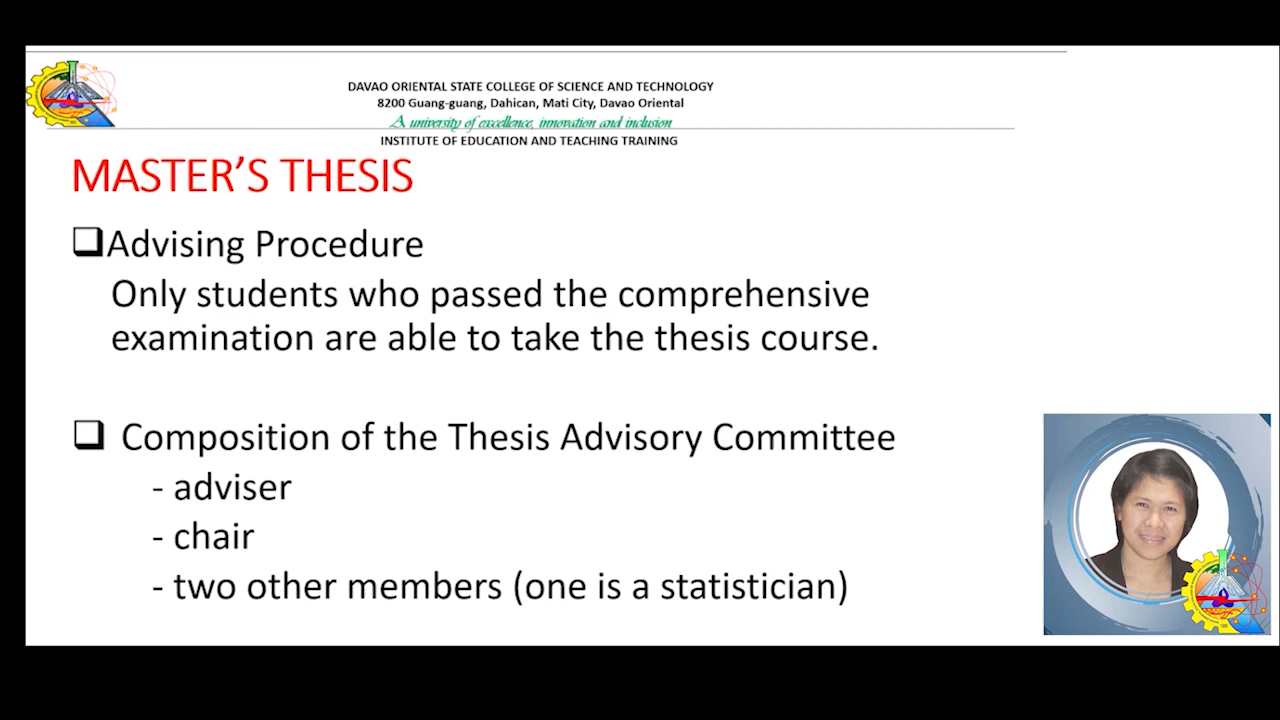 DAVAO ORIENTAL STATE COLLEGE OF SCIENCE AND TECHNOLOGY
8200 Guang-guang, Dahican, Mati City, Davao Oriental
A university of excellence, innovation and inclusion
INSTITUTE OF EDUCATION AND TEACHING TRAINING
MASTER’S THESIS
❑Advising Procedure
Only students who passed the comprehensive
examination are able to take the thesis course.
❑ Composition of the Thesis Advisory Committee
- adviser
- chair
- two other members (one is a statistician)